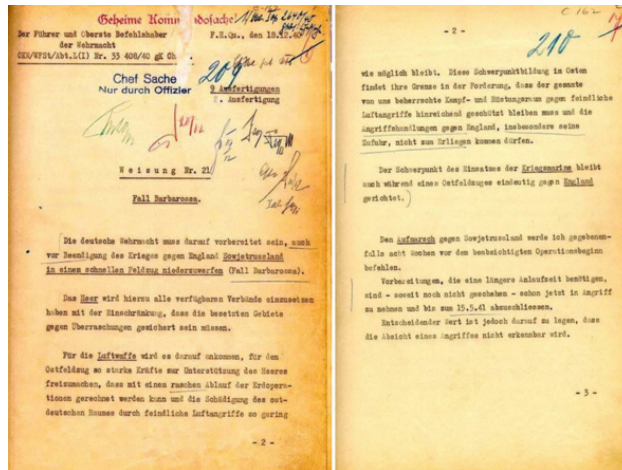 Geheime Kommandosache!
Der Führer und Oberste Befehlshaber
der Wehrmacht
F.H.Qu., den 18.12.40
OKW/WFSt/Abt.L(I) Nr. 33 408/40 gK Ch
Chef Sache
Nur durch Offizier
209
9 Ausfertigungen
. Ausfertigung
Weisung Nr. 21
Fall Barbarossa.
Die deutsche Wehrmacht muss darauf vorbereitet sein, auch
vor Beendigung des Krieges gegen England Sowjetrussland
in einem schnellen Feldzug niederzuwerfen (Fall Barbarossa).
Das Heer wird hierzu alle verfügbaren Verbände einzusetzen
haben mit der Einschränkung, dass die besetzten Gebiete
gegen Überraschungen gesichert sein müssen.
Für die Luftwaffe wird es darauf ankommen, für den
Ostfeldzug so starke Kräfte zur Unterstützung des Heeres
freizumachen, dass mit einem raschen Ablauf der Erdopera-
tionen gerechnet werden kann und die Schädigung des ost-
deutschen Raumes durch feindliche Luftangriffe so gering
- 2 -
- 2 -
C 162
210
wie möglich bleibt. Diese Schwerpunktbildung im Osten
findet ihre Grenze in der Forderung, dass der gesamte
von uns beherrschte Kampf- und Rüstungsraum gegen feindliche
Luftangriffe hinreichend geschützt bleiben muss und die
Angriffshandlungen gegen England, insbesondere seine
Zufuhr, nicht zum Erliegen kommen dürfen.
Der Schwerpunkt des Einsatzes der Kriegsmarine bleibt
auch während eines Ostfeldzuges eindeutig gegen England
gerichtet.
Den Aufmarsch gegen Sowjetrussland werde ich gegebenen-
falls acht Wochen vor dem beabsichtigten Operationsbeginn
befehlen.
Vorbereitungen, die eine längere Anlaufzeit benötigen,
sind - soweit noch nicht geschehen - schon jetzt in Angriff
zu nehmen und bis zum 15.5.41 abzuschliessen.
Entscheidender Wert ist jedoch darauf zu legen, dass
die Absicht eines Angriffes nicht erkennbar wird.
- 3 -